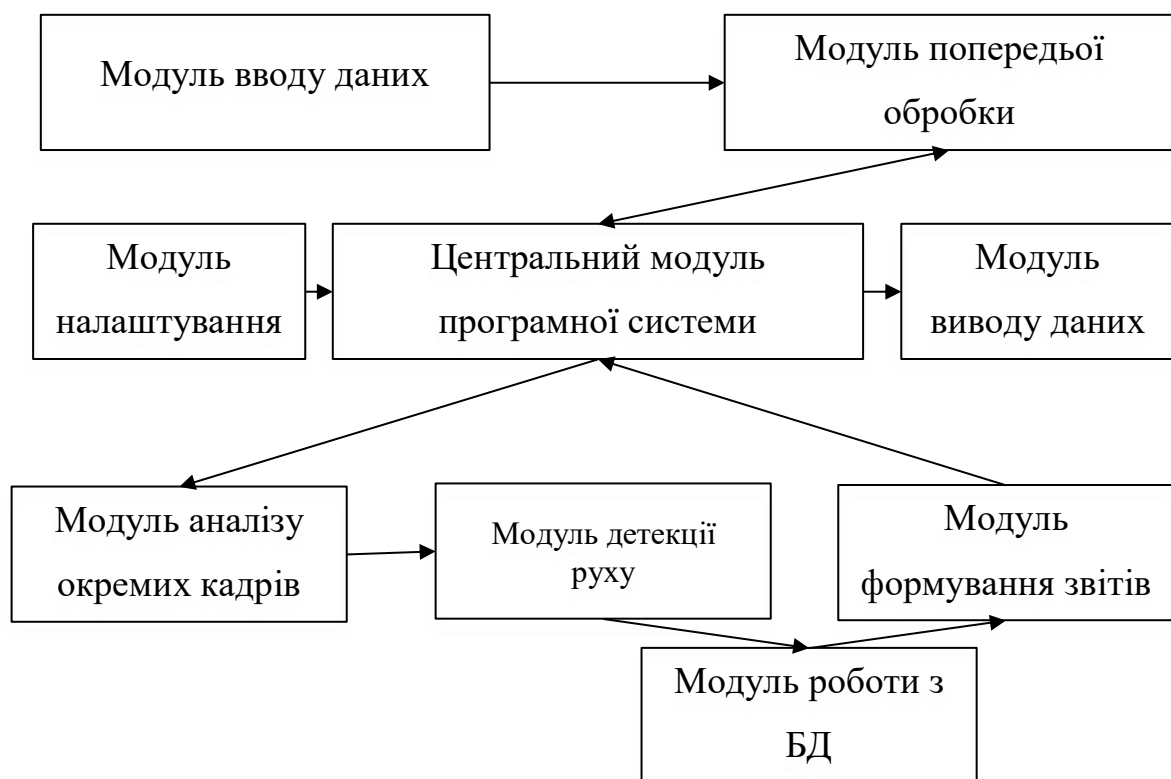 Модуль вводу даних
Модуль попередьої
обробки
Модуль
налаштування
Центральний модуль
програмної системи
Модуль
виводу даних
Модуль аналізу
окремих кадрів
Модуль детекції
руху
Модуль
формування звітів
Модуль роботи з
БД